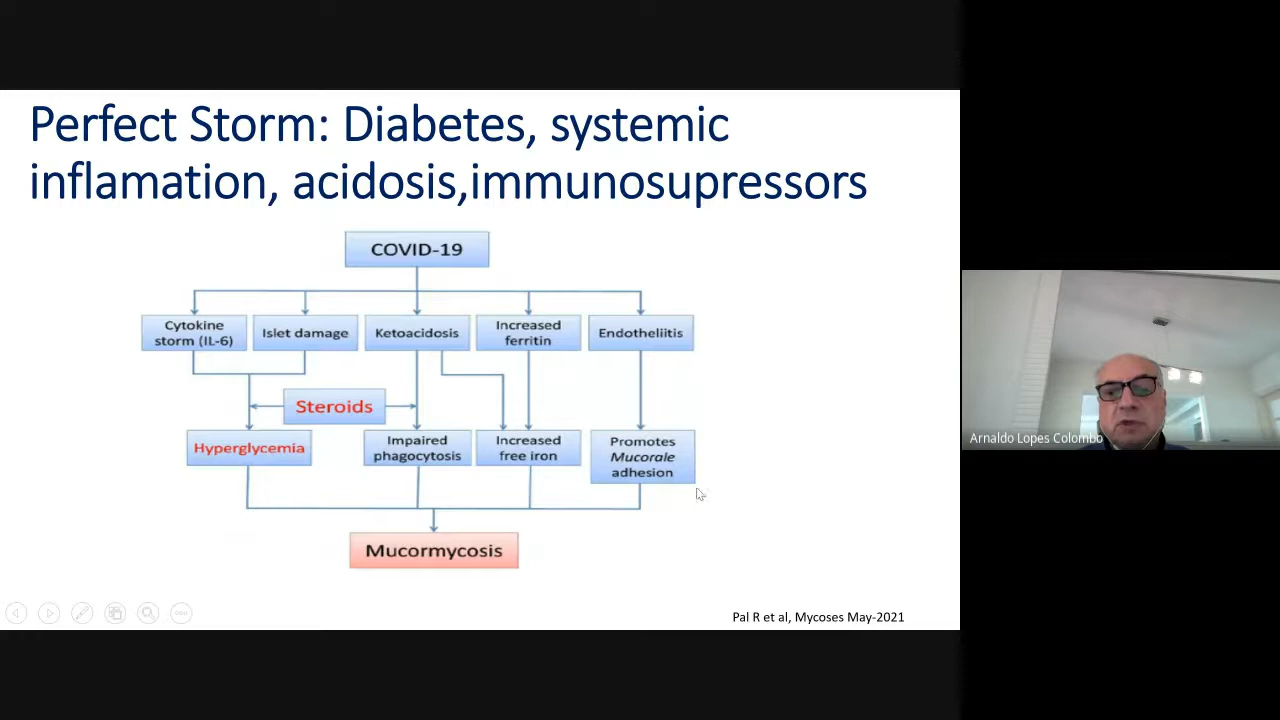 Perfect Storm: Diabetes, systemic
inflamation, acidosis,immunosupressors
COVID-19
Cytokine
storm (IL-6)
Islet damage
Ketoacidosis
Increased
ferritin
Endotheliitis
Steroids
Hyperglycemia
Impaired
phagocytosis
Increased
free iron
Promotes
Mucorale
adhesion
Mucormycosis
Pal R et al, Mycoses May-2021
Arnaldo Lopes Colombo